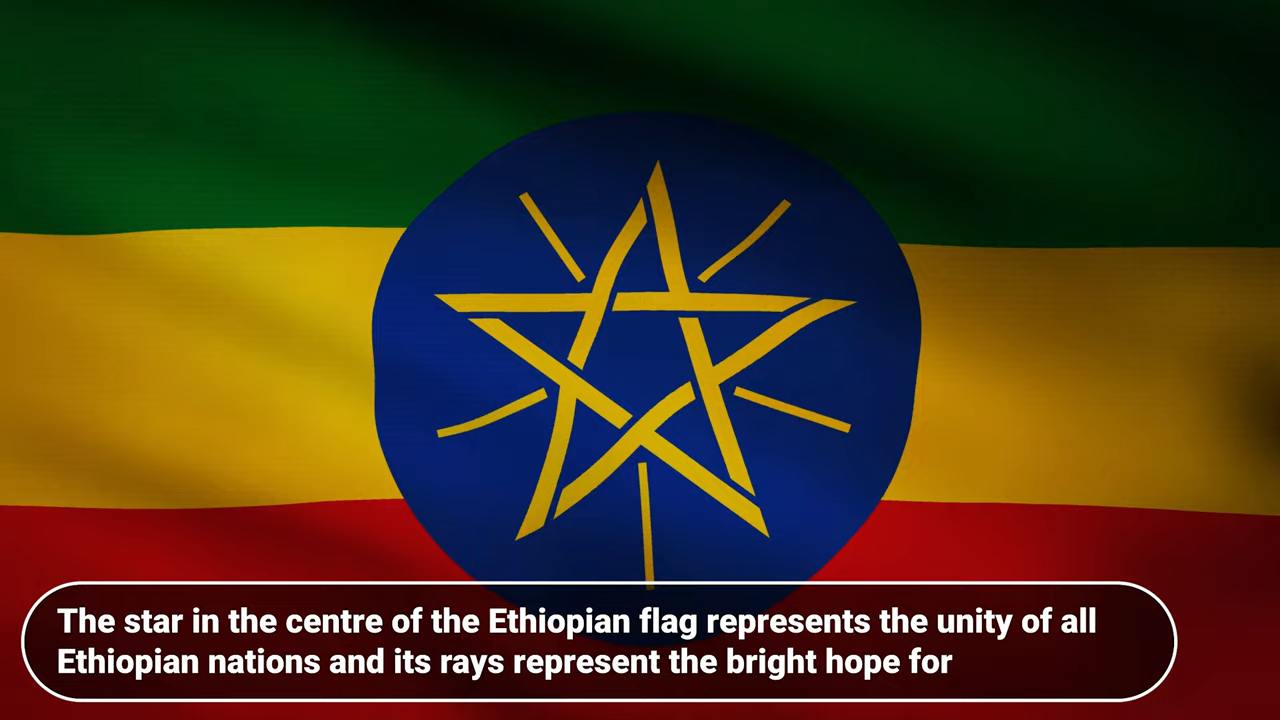 The star in the centre of the Ethiopian flag represents the unity of all
Ethiopian nations and its rays represent the bright hope for